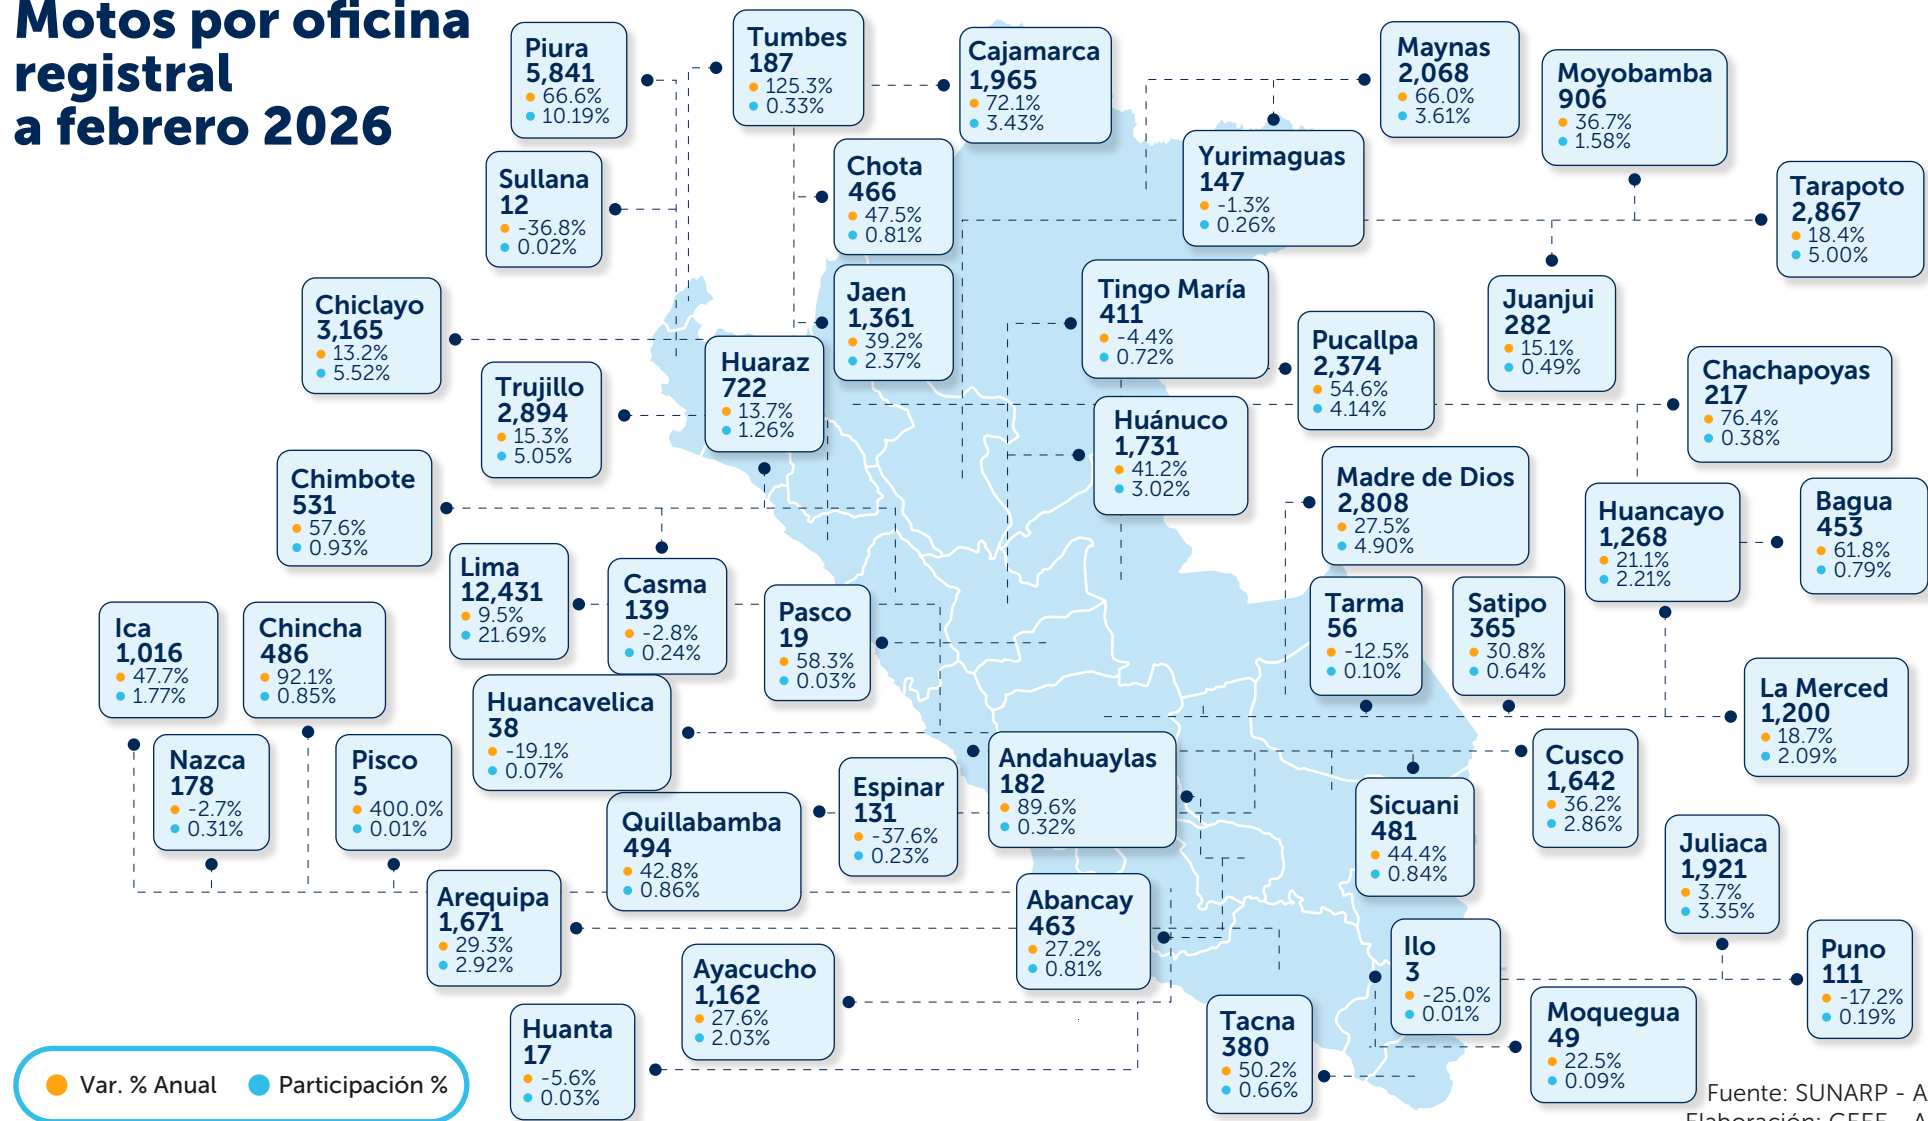 Motos por oficina
registral
a febrero 2026
Piura
5,841
66.6%
10.19%
Tumbes
187
125.3%
0.33%
Cajamarca
1,965
72.1%
3.43%
Maynas
2,068
66.0%
3.61%
Moyobamba
906
36.7%
1.58%
Sullana
12
-36.8%
0.02%
Chota
466
47.5%
0.81%
Yurimaguas
147
-1.3%
0.26%
Tarapoto
2,867
18.4%
5.00%
Chiclayo
3,165
13.2%
5.52%
Jaen
1,361
39.2%
2.37%
Tingo María
411
-4.4%
0.72%
Juanjui
282
15.1%
0.49%
Pucallpa
2,374
54.6%
4.14%
Trujillo
2,894
15.3%
5.05%
Huaraz
722
13.7%
1.26%
Chachapoyas
217
76.4%
0.38%
Huánuco
1,731
41.2%
3.02%
Chimbote
531
57.6%
0.93%
Madre de Dios
2,808
27.5%
4.90%
Huancayo
1,268
21.1%
2.21%
Bagua
453
61.8%
0.79%
Lima
12,431
9.5%
21.69%
Casma
139
-2.8%
0.24%
Pasco
19
58.3%
0.03%
Tarma
56
-12.5%
0.10%
Satipo
365
30.8%
0.64%
Ica
1,016
47.7%
1.77%
Chincha
486
92.1%
0.85%
La Merced
1,200
18.7%
2.09%
Huancavelica
38
-19.1%
0.07%
Nazca
178
-2.7%
0.31%
Pisco
5
400.0%
0.01%
Andahuaylas
182
89.6%
0.32%
Cusco
1,642
36.2%
2.86%
Espinar
131
-37.6%
0.23%
Quillabamba
494
42.8%
0.86%
Sicuani
481
44.4%
0.84%
Juliaca
1,921
3.7%
3.35%
Arequipa
1,671
29.3%
2.92%
Abancay
463
27.2%
0.81%
Ilo
3
-25.0%
0.01%
Puno
111
-17.2%
0.19%
Ayacucho
1,162
27.6%
2.03%
Huanta
17
-5.6%
0.03%
Tacna
380
50.2%
0.66%
Moquegua
49
22.5%
0.09%
Var. % Anual
Participación %
Fuente: SUNARP - A
Elaboración: GEEE - A